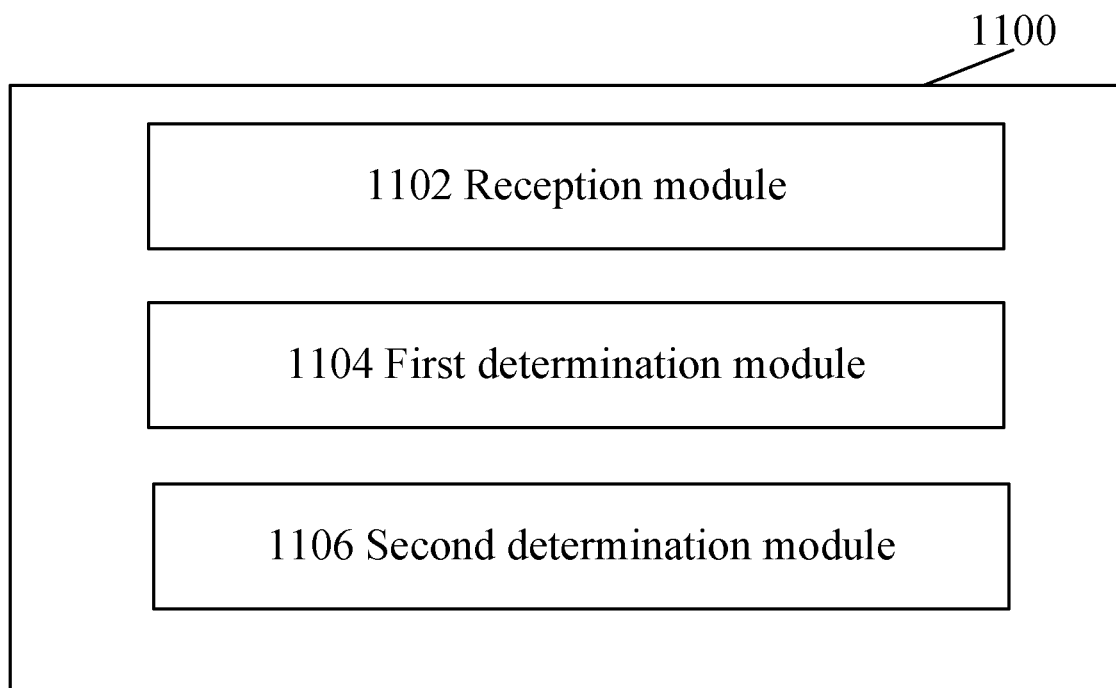 1100
1102 Reception module
1104 First determination module
1106 Second determination module